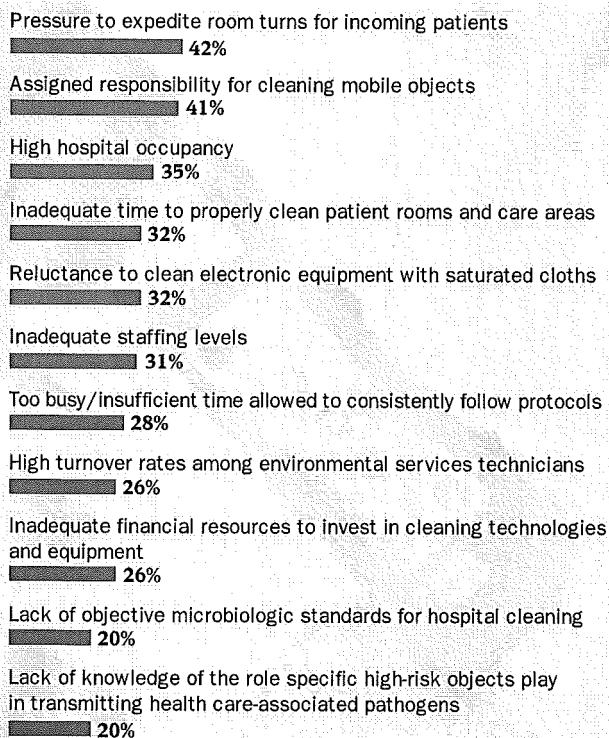 Pressure to expedite room turns for incoming patients
42%
Assigned responsibility for cleaning mobile objects
41%
High hospital occupancy
35%
Inadequate time to properly clean patient rooms and care areas
32%
Reluctance to clean electronic equipment with saturated cloths
32%
Inadequate staffing levels
31%
Too busy/insufficient time allowed to consistently follow protocols
28%
High turnover rates among environmental services technicians
26%
Inadequate financial resources to invest in cleaning technologies
and equipment
26%
Lack of objective microbiologic standards for hospital cleaning
20%
Lack of knowledge of the role specific high-risk objects play
in transmitting health care-associated pathogens
20%